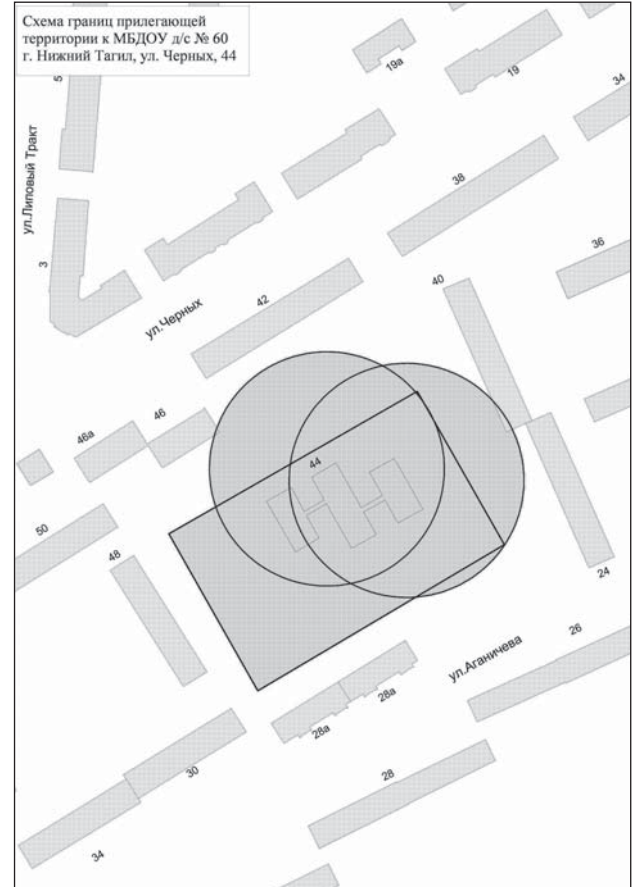 Схема границ прилегающей
территории к МБДОУ д/с № 60
г. Нижний Тагил, ул. Черных, 44
19а
19
34
5
ул.Липовый Тракт
38
3
36
40
42
ул.Черных
46
46а
44
50
48
24
26
ул.Аганичева
28а
28а
30
28
34